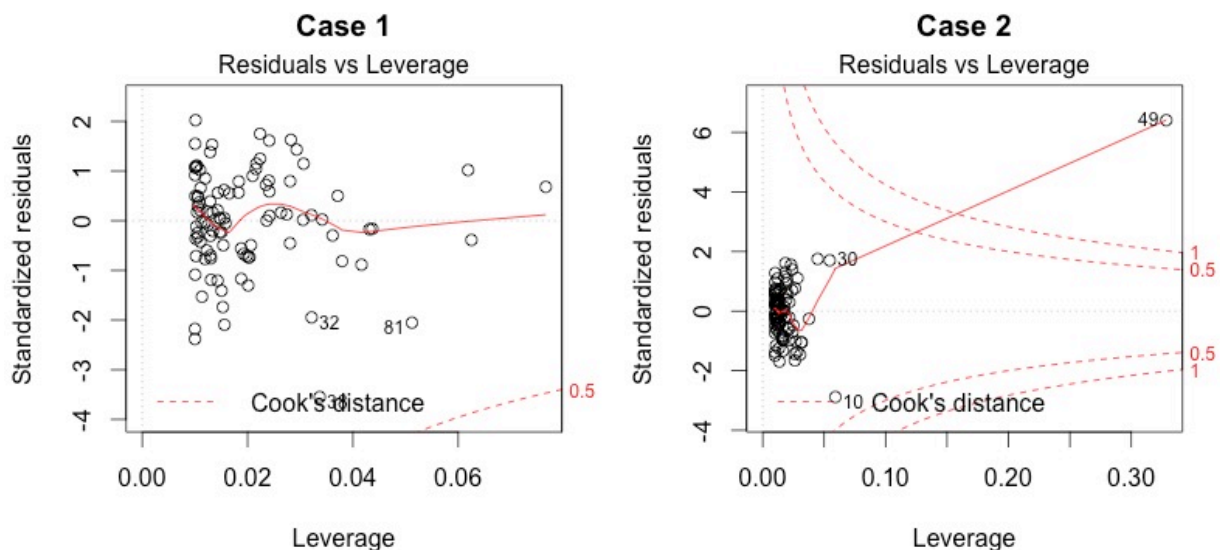 Case 1
Residuals vs Leverage
Standardized residuals
2
1
0
-1
-2
-3
-4
32
81
Cook's distance
0.5
0.00 0.02 0.04 0.06
Leverage
Case 2
Residuals vs Leverage
Standardized residuals
6
4
2
0
-2
-4
49
30
10
Cook's distance
1
0.5
0.5
1
0.00 0.10 0.20 0.30
Leverage